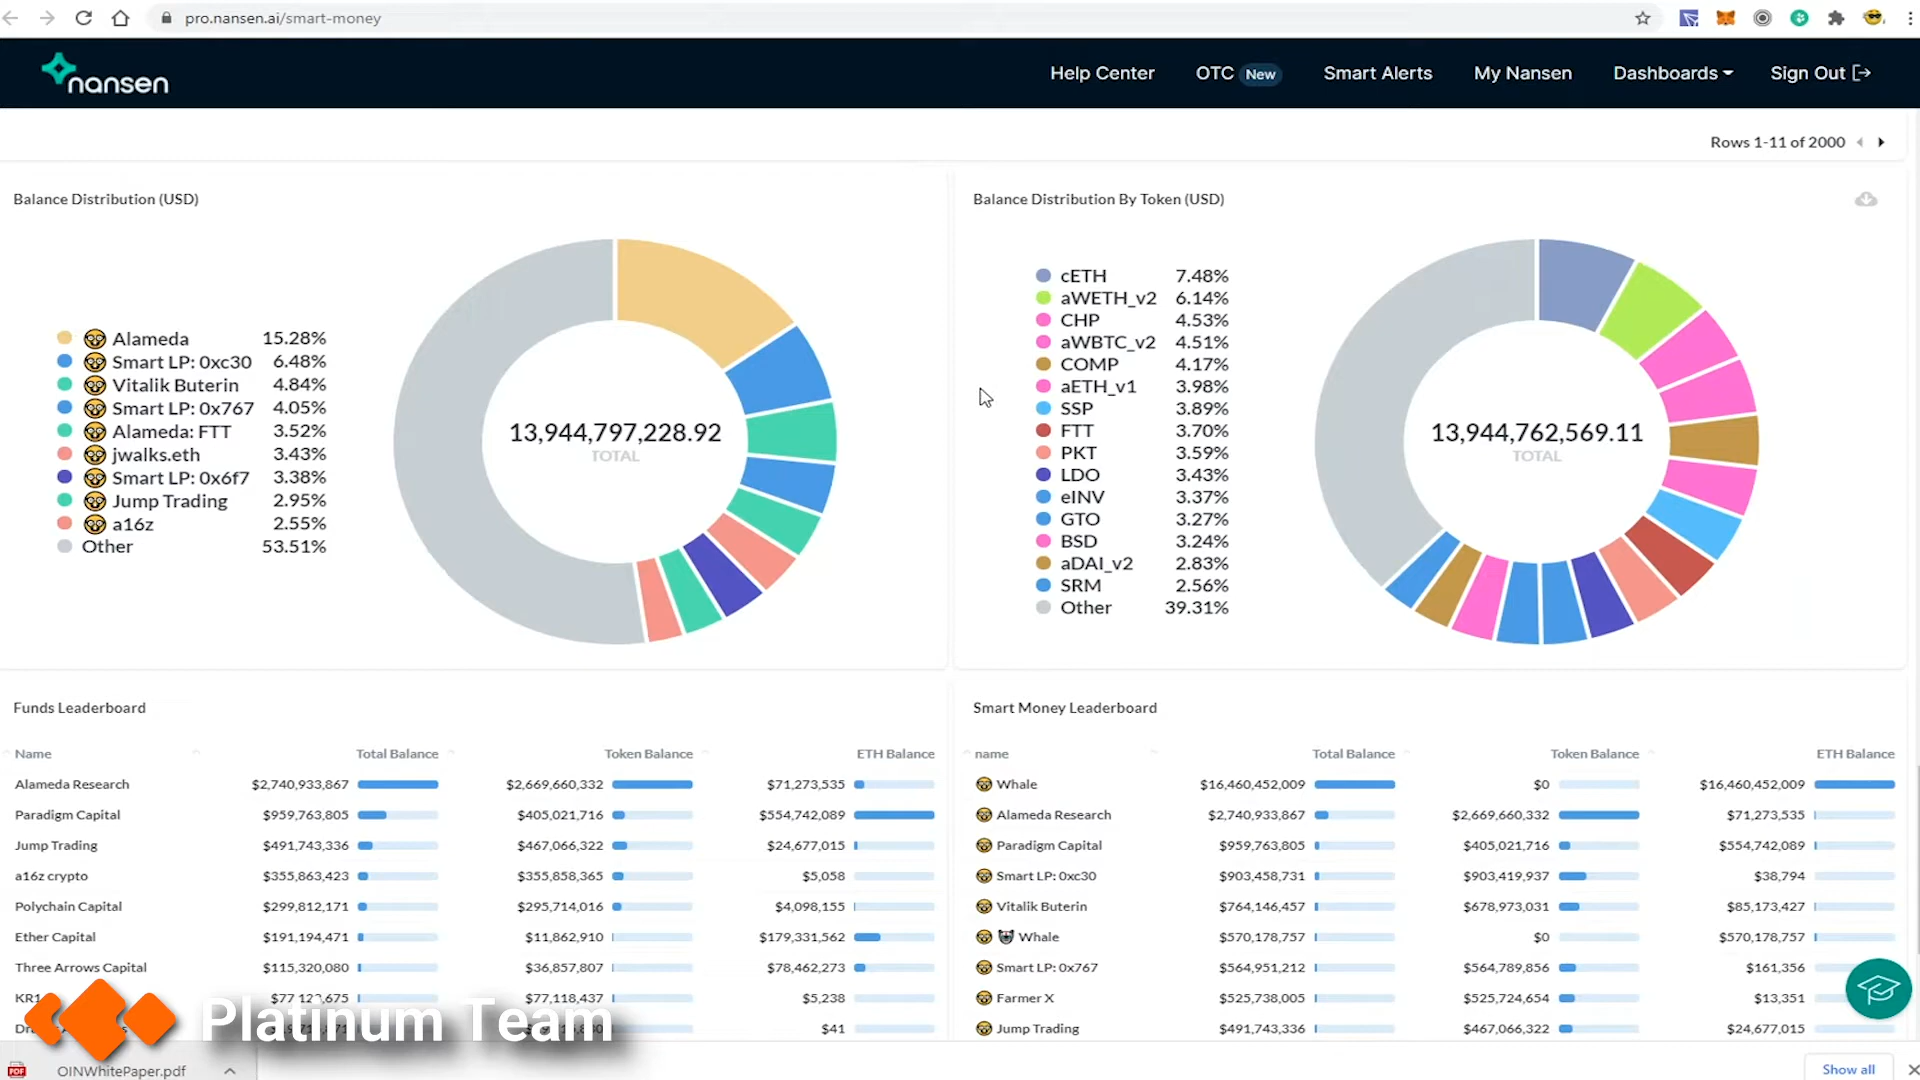 pro.nansen.ai/smart-money
nansen
Help Center
OTC New
Smart Alerts
My Nansen
Dashboards
Sign Out
Rows 1-11 of 2000
Balance Distribution (USD)
Alameda 15.28%
Smart LP: 0xc30 6.48%
Vitalik Buterin 4.84%
Smart LP: 0x767 4.05%
Alameda: FTT 3.52%
jwalks.eth 3.43%
Smart LP: 0x6f7 3.38%
Jump Trading 2.95%
a16z 2.55%
Other 53.51%
13,944,797,228.92
TOTAL
Balance Distribution By Token (USD)
cETH 7.48%
aWETH_v2 6.14%
CHP 4.53%
aWBTC_v2 4.51%
COMP 4.17%
aETH_v1 3.98%
SSP 3.89%
FTT 3.70%
PKT 3.59%
LDO 3.43%
eINV 3.37%
GTO 3.27%
BSD 3.24%
aDAI_v2 2.83%
SRM 2.56%
Other 39.31%
13,944,762,569.11
TOTAL
Funds Leaderboard
Name Total Balance Token Balance ETH Balance
Alameda Research $2,740,933,867 $2,669,660,332 $71,273,535
Paradigm Capital $959,763,805 $405,021,716 $554,742,089
Jump Trading $491,743,336 $467,066,322 $24,677,015
a16z crypto $355,863,423 $355,858,365 $5,058
Polychain Capital $299,812,171 $295,714,016 $4,098,155
Ether Capital $191,194,471 $11,862,910 $179,331,562
Three Arrows Capital $115,320,080 $36,857,807 $78,462,273
KR1 $77,123,675 $77,118,437 $5,238
$41
Smart Money Leaderboard
name Total Balance Token Balance ETH Balance
Whale $16,460,452,009 $0 $16,460,452,009
Alameda Research $2,740,933,867 $2,669,660,332 $71,273,535
Paradigm Capital $959,763,805 $405,021,716 $554,742,089
Smart LP: 0xc30 $903,458,731 $903,419,937 $38,794
Vitalik Buterin $764,146,457 $678,973,031 $85,173,427
Whale $570,178,757 $0 $570,178,757
Smart LP: 0x767 $564,951,212 $564,789,856 $161,356
Farmer X $525,738,005 $525,724,654 $13,351
Jump Trading $491,743,336 $467,066,322 $24,677,015
Platinum Team
OINWhitePaper.pdf
Show all